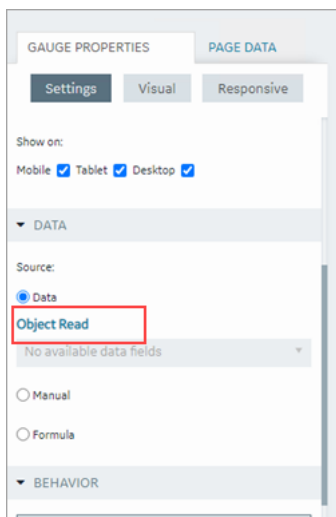 GAUGE PROPERTIES PAGE DATA
Settings Visual Responsive
Show on:
Mobile Tablet Desktop
DATA
Source:
Data
Object Read
No available data fields
Manual
Formula
BEHAVIOR